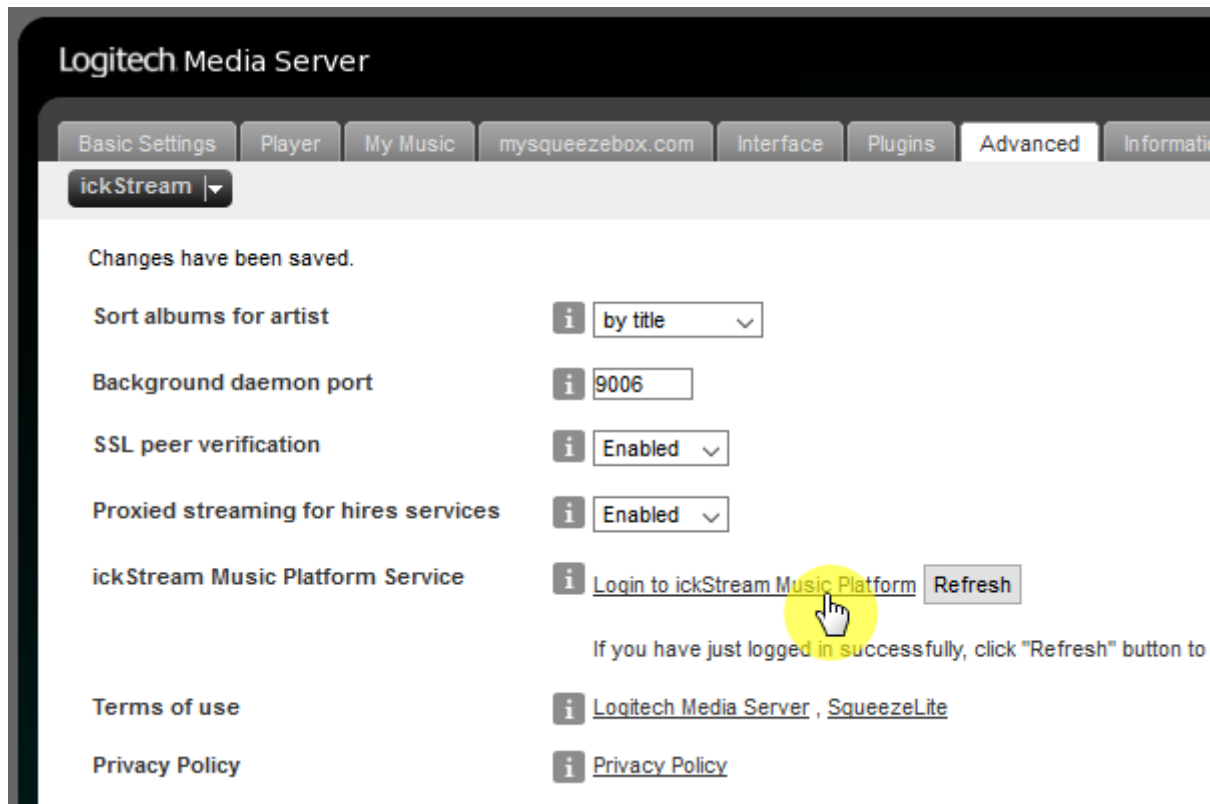 Logitech Media Server
Basic Settings Player My Music mysqueezebox.com Interface Plugins Advanced
ickStream
Changes have been saved.
Sort albums for artist i by title
Background daemon port i 9006
SSL peer verification i Enabled
Proxied streaming for hires services i Enabled
ickStream Music Platform Service i Login to ickStream Music Platform Refresh
If you have just logged in successfully, click "Refresh" button to
Terms of use i Logitech Media Server , SqueezeLite
Privacy Policy i Privacy Policy